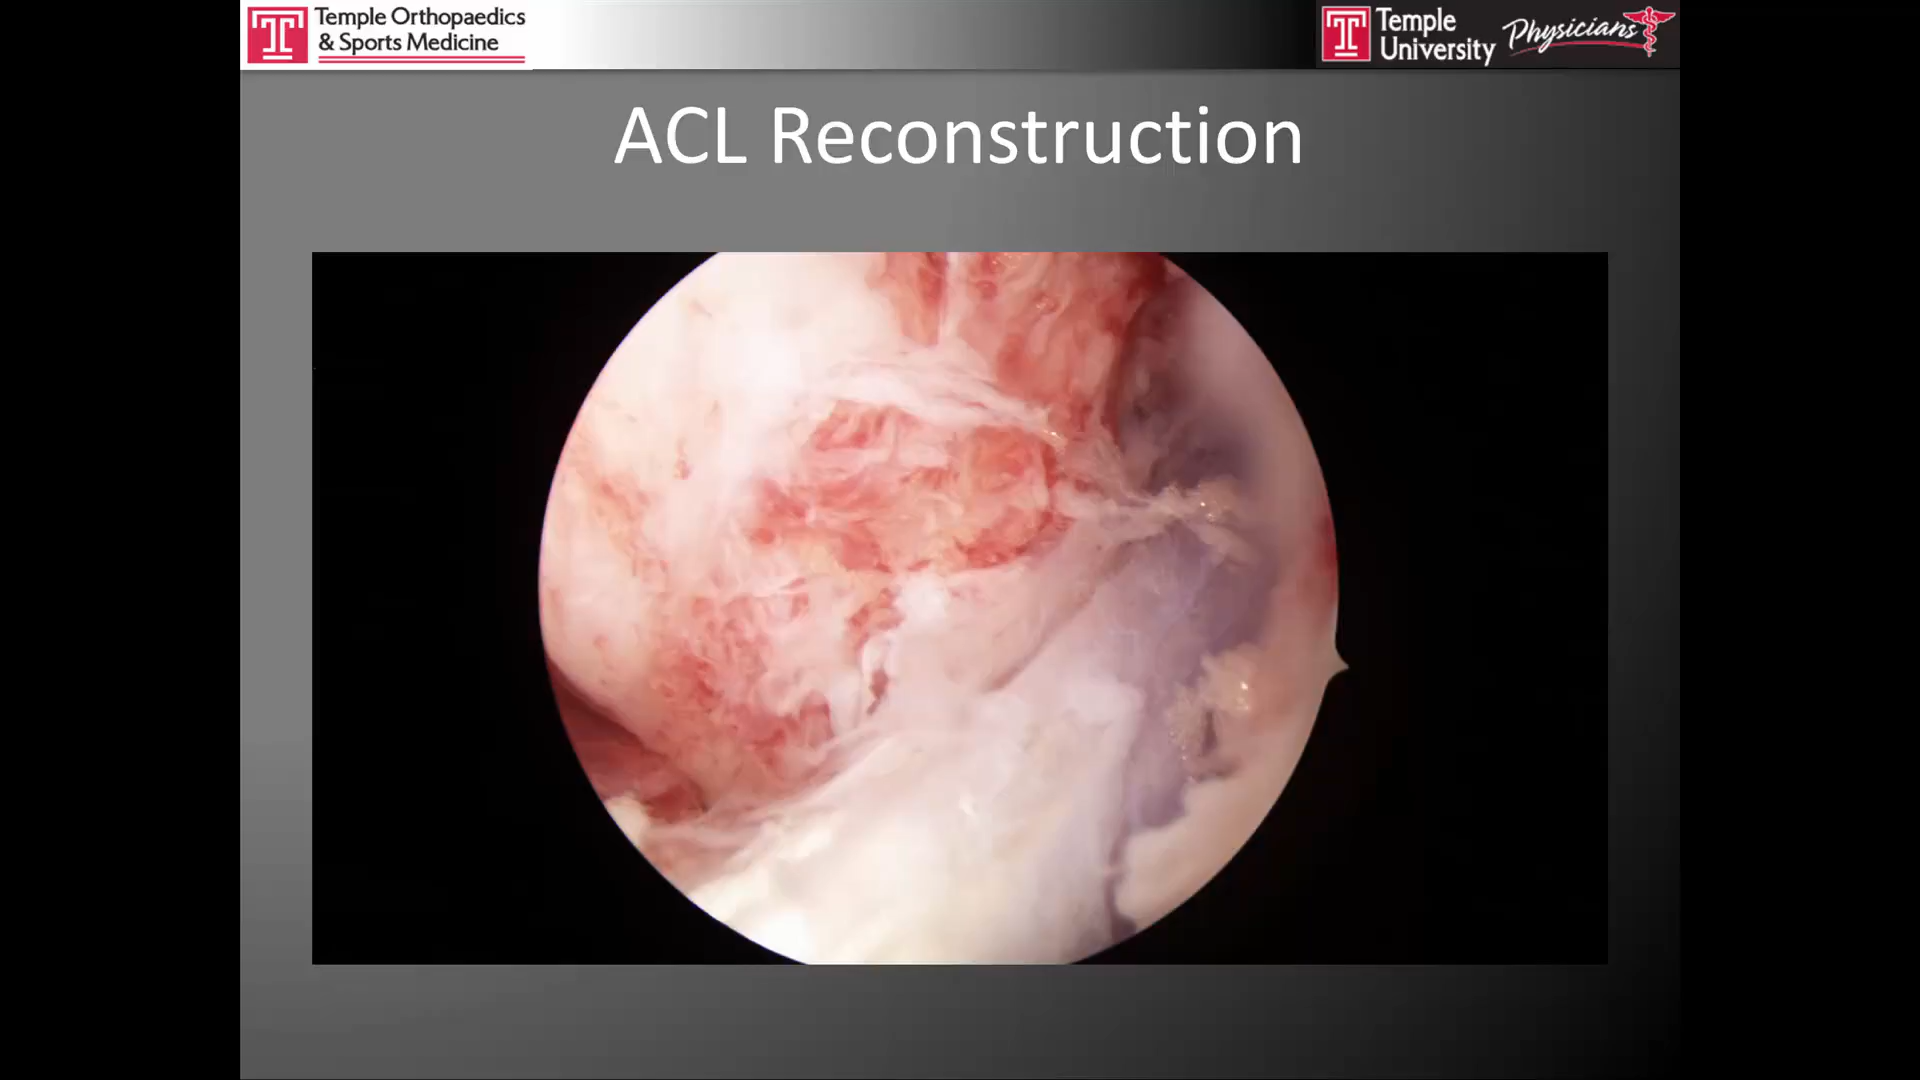 Temple Orthopaedics
& Sports Medicine
Temple
University
Physicians
ACL Reconstruction